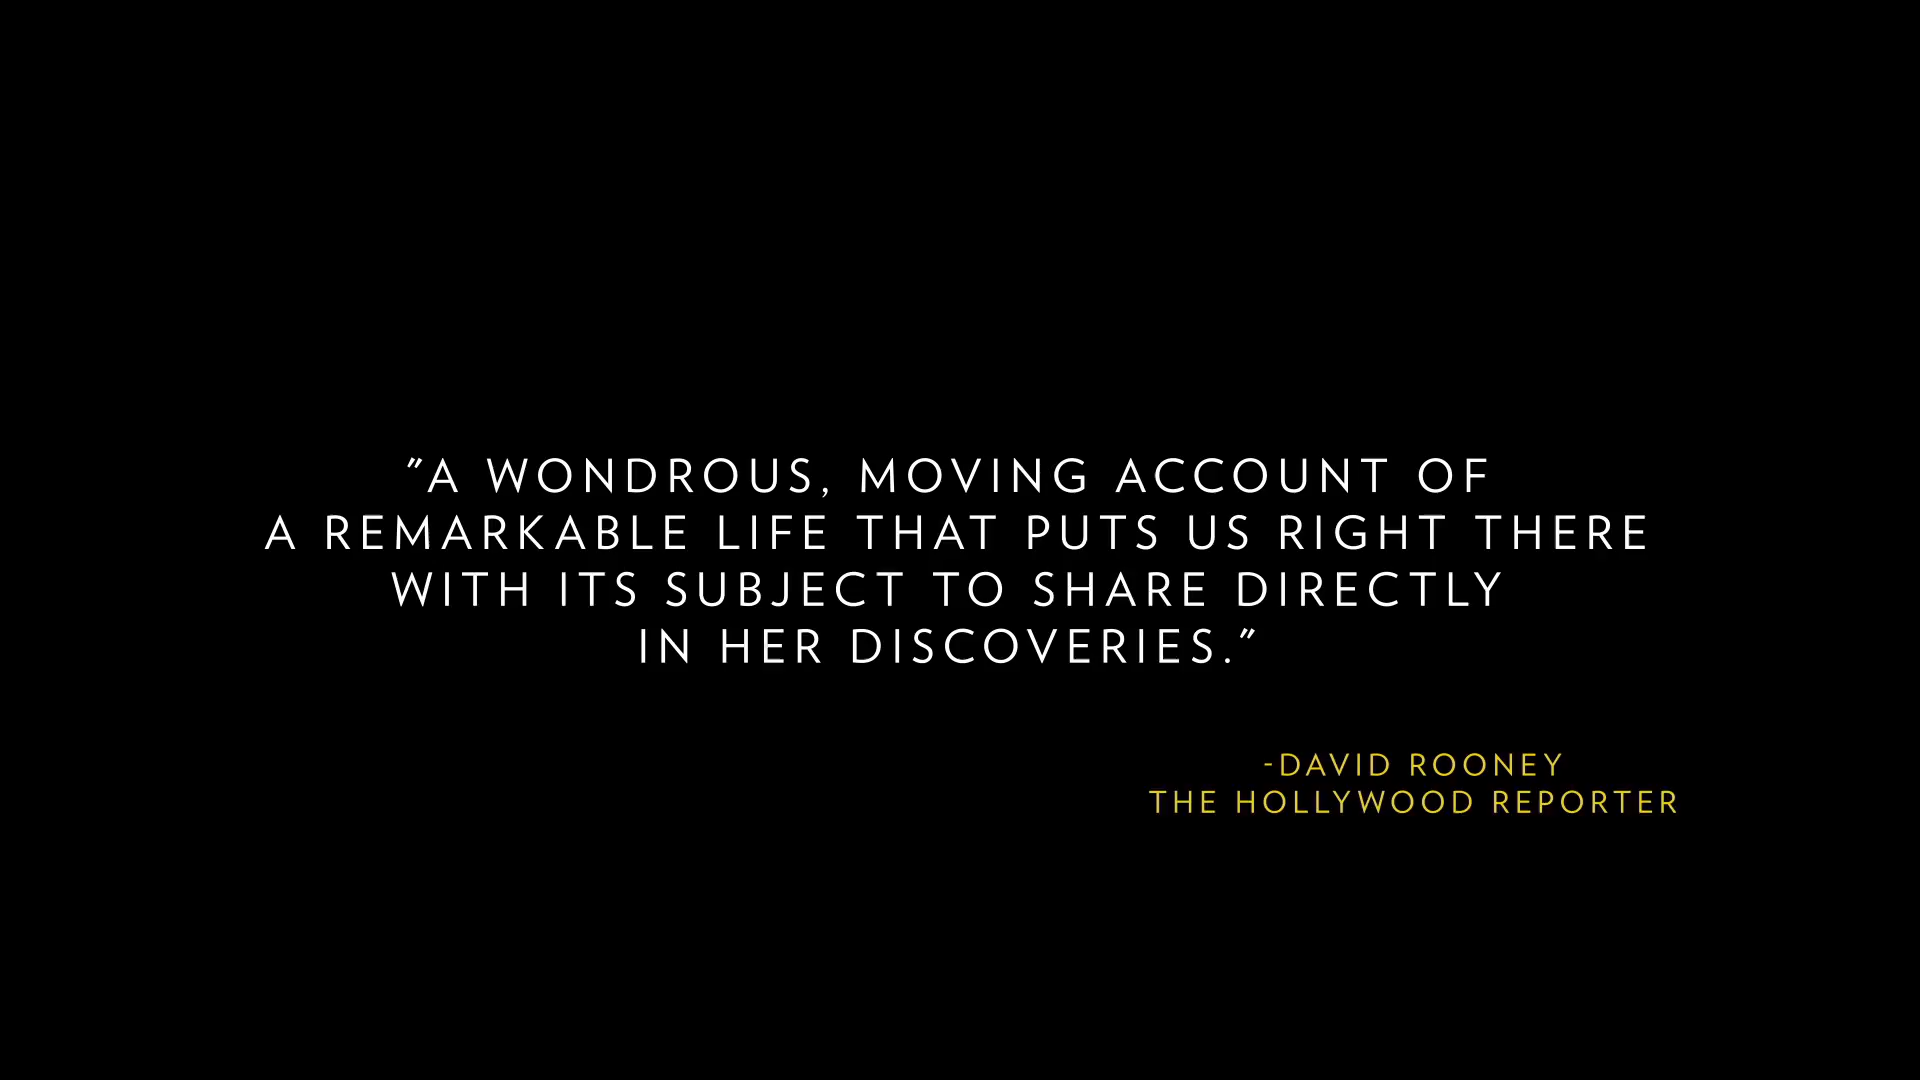 "A WONDROUS, MOVING ACCOUNT OF
A REMARKABLE LIFE THAT PUTS US RIGHT THERE
WITH ITS SUBJECT TO SHARE DIRECTLY
IN HER DISCOVERIES."
-DAVID ROONEY
THE HOLLYWOOD REPORTER